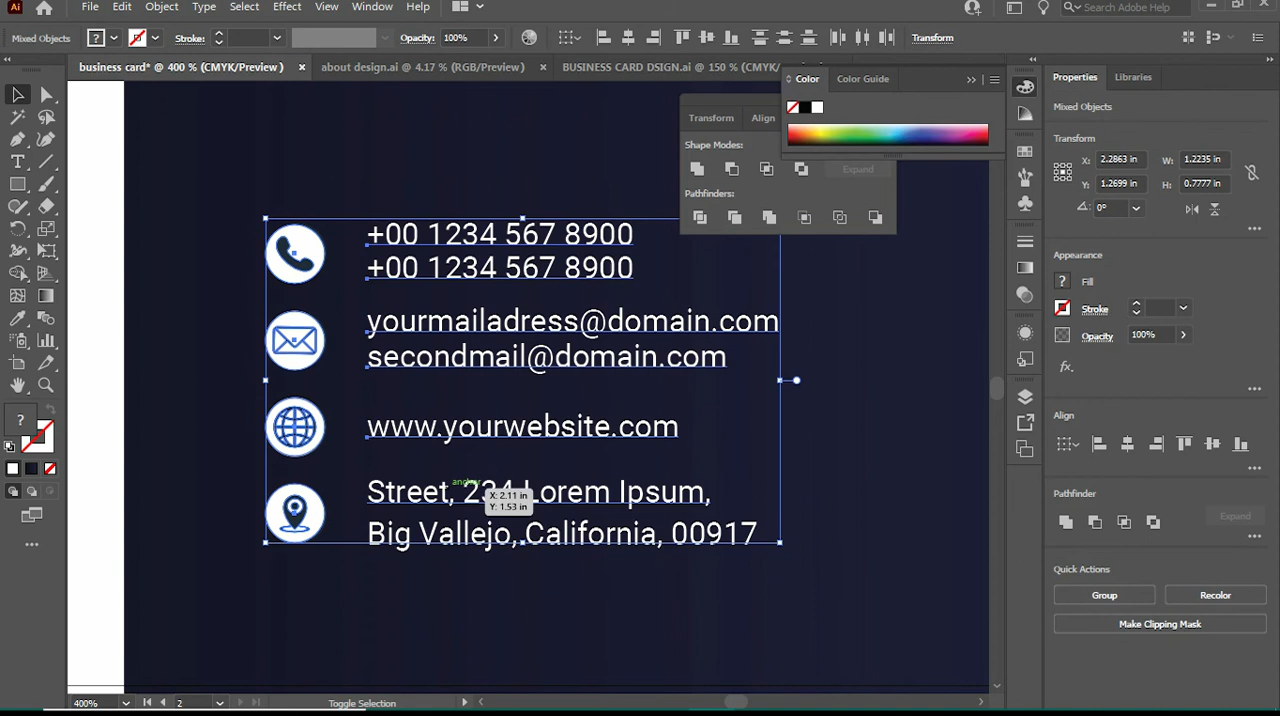 Ai File Edit Object Type Select Effect View Window Help Search Adobe Help
Mixed Objects ? Stroke: Opacity: 100% Transform
business card* @ 400 % (CMYK/Preview) × about design.ai @ 4.17 % (RGB/Preview) × BUSINESS CARD DSIGN.ai @ 150 % (CMYK/
Color Color Guide
Transform Align
Shape Modes:
Expand
Pathfinders:
+00 1234 567 8900
+00 1234 567 8900
yourmailadress@domain.com
secondmail@domain.com
www.yourwebsite.com
Street, 234 Lorem Ipsum,
Big Vallejo, California, 00917
anchor
X: 2.11 in
Y: 1.53 in
Properties Libraries
Mixed Objects
Transform
X: 2.2863 in W: 1.2235 in
Y: 1.2699 in H: 0.7777 in
0°
Appearance
? Fill
Stroke
Opacity 100%
fx.
Align
Pathfinder
Expand
Quick Actions
Group Recolor
Make Clipping Mask
?
400% 2 Toggle Selection